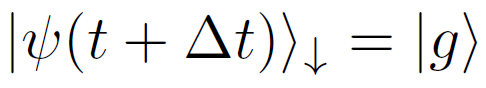 |ψ(t + Δt)⟩↓ = |g⟩